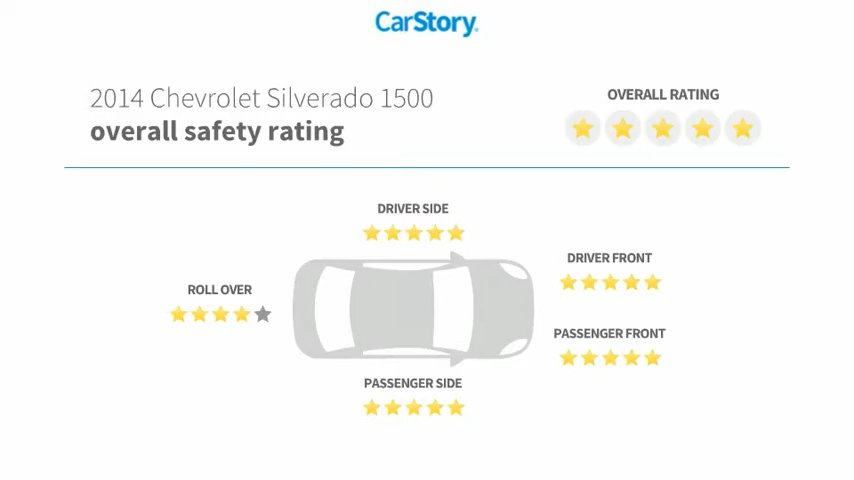 CarStory
2014 Chevrolet Silverado 1500
overall safety rating
OVERALL RATING
DRIVER SIDE
DRIVER FRONT
ROLL OVER
PASSENGER FRONT
PASSENGER SIDE